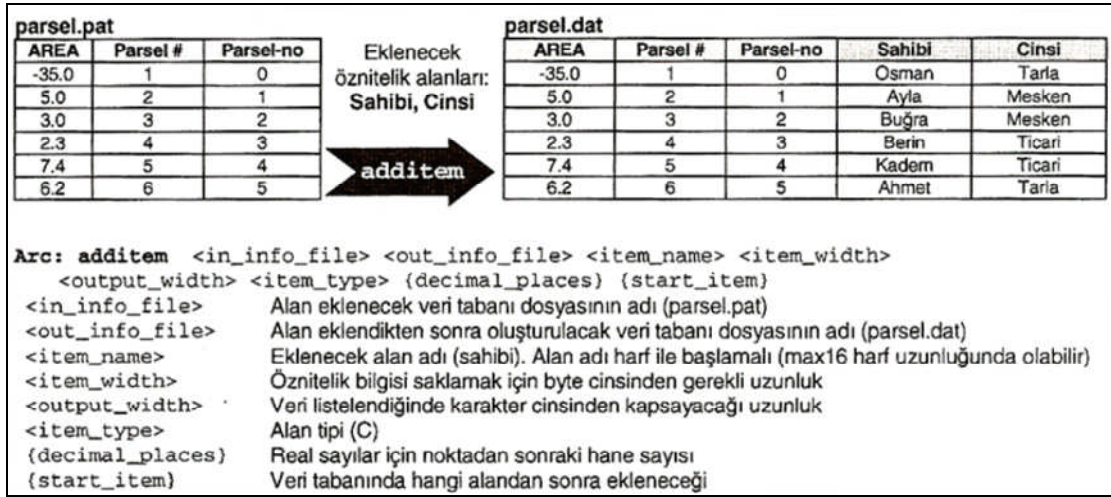 parsel.pat
AREA Parsel # Parsel-no
-35.0 1 0
5.0 2 1
3.0 3 2
2.3 4 3
7.4 5 4
6.2 6 5
Eklenecek
öznitelik alanları:
Sahibi, Cinsi
additem
parsel.dat
AREA Parsel # Parsel-no Sahibi Cinsi
-35.0 1 0 Osman Tarla
5.0 2 1 Ayla Mesken
3.0 3 2 Buğra Mesken
2.3 4 3 Berin Ticari
7.4 5 4 Kadem Ticari
6.2 6 5 Ahmet Tarla
Arc: additem <in_info_file> <out_info_file> <item_name> <item_width>
<output_width> <item_type> {decimal_places} {start_item}
<in_info_file> Alan eklenecek veri tabanı dosyasının adı (parsel.pat)
<out_info_file> Alan eklendikten sonra oluşturulacak veri tabanı dosyasının adı (parsel.dat)
<item_name> Eklenecek alan adı (sahibi). Alan adı harf ile başlamalı (max16 harf uzunluğunda olabilir)
<item_width> Öznitelik bilgisi saklamak için byte cinsinden gerekli uzunluk
<output_width> Veri listelendiğinde karakter cinsinden kapsayacağı uzunluk
<item_type> Alan tipi (C)
{decimal_places} Real sayılar için noktadan sonraki hane sayısı
{start_item} Veri tabanında hangi alandan sonra ekleneceği